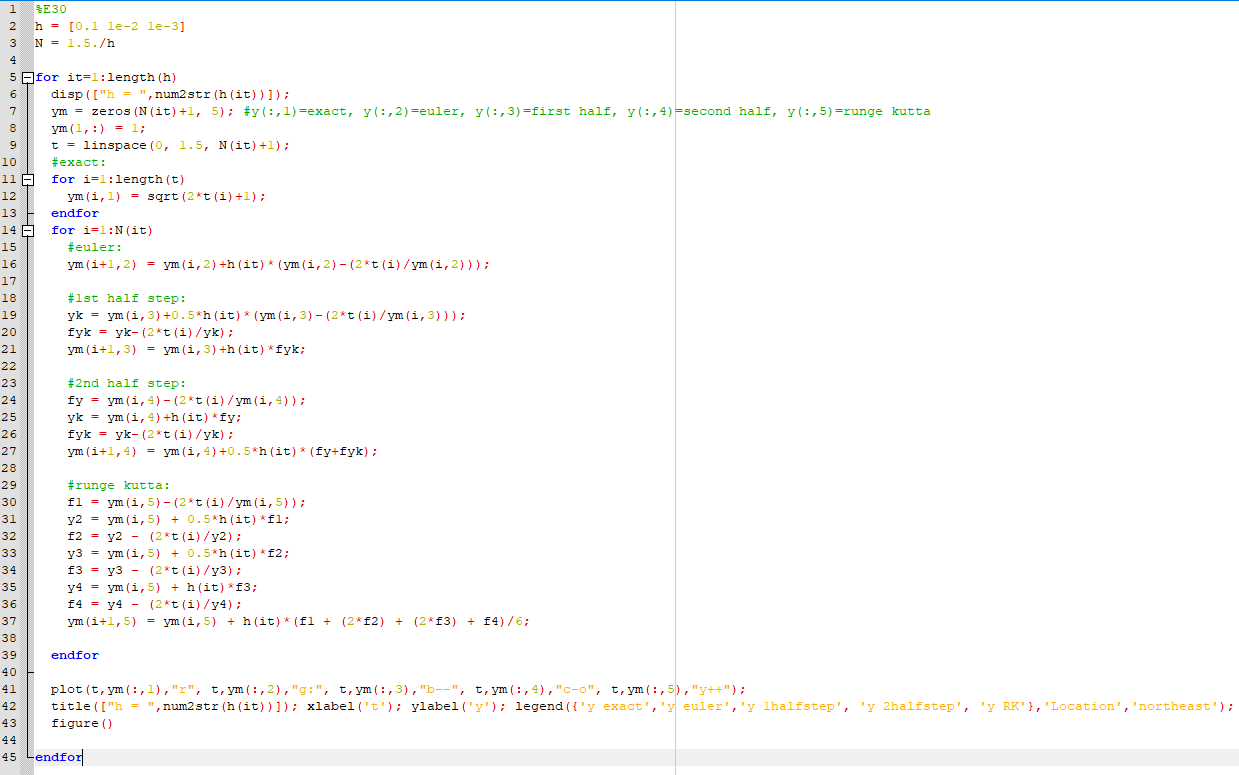 1 %E30
2 h = [0.1 1e-2 1e-3]
3 N = 1.5./h
4
5 for it=1:length(h)
6 disp(["h = ",num2str(h(it))]);
7 ym = zeros(N(it)+1, 5); #y(:,1)=exact, y(:,2)=euler, y(:,3)=first half, y(:,4)=second half, y(:,5)=runge kutta
8 ym(1,:) = 1;
9 t = linspace(0, 1.5, N(it)+1);
10 #exact:
11 for i=1:length(t)
12 ym(i,1) = sqrt(2*t(i)+1);
13 endfor
14 for i=1:N(it)
15 #euler:
16 ym(i+1,2) = ym(i,2)+h(it)*(ym(i,2)-(2*t(i)/ym(i,2)));
17
18 #1st half step:
19 yk = ym(i,3)+0.5*h(it)*(ym(i,3)-(2*t(i)/ym(i,3)));
20 fyk = yk-(2*t(i)/yk);
21 ym(i+1,3) = ym(i,3)+h(it)*fyk;
22
23 #2nd half step:
24 fy = ym(i,4)-(2*t(i)/ym(i,4));
25 yk = ym(i,4)+h(it)*fy;
26 fyk = yk-(2*t(i)/yk);
27 ym(i+1,4) = ym(i,4)+0.5*h(it)*(fy+fyk);
28
29 #runge kutta:
30 f1 = ym(i,5)-(2*t(i)/ym(i,5));
31 y2 = ym(i,5) + 0.5*h(it)*f1;
32 f2 = y2 - (2*t(i)/y2);
33 y3 = ym(i,5) + 0.5*h(it)*f2;
34 f3 = y3 - (2*t(i)/y3);
35 y4 = ym(i,5) + h(it)*f3;
36 f4 = y4 - (2*t(i)/y4);
37 ym(i+1,5) = ym(i,5) + h(it)*(f1 + (2*f2) + (2*f3) + f4)/6;
38
39 endfor
40
41 plot(t,ym(:,1),"r", t,ym(:,2),"g:", t,ym(:,3),"b--", t,ym(:,4),"c-o", t,ym(:,5),"y++");
42 title(["h = ",num2str(h(it))]); xlabel('t'); ylabel('y'); legend({'y exact','y euler','y 1halfstep', 'y 2halfstep', 'y RK'},'Location','northeast');
43 figure()
44
45 endfor